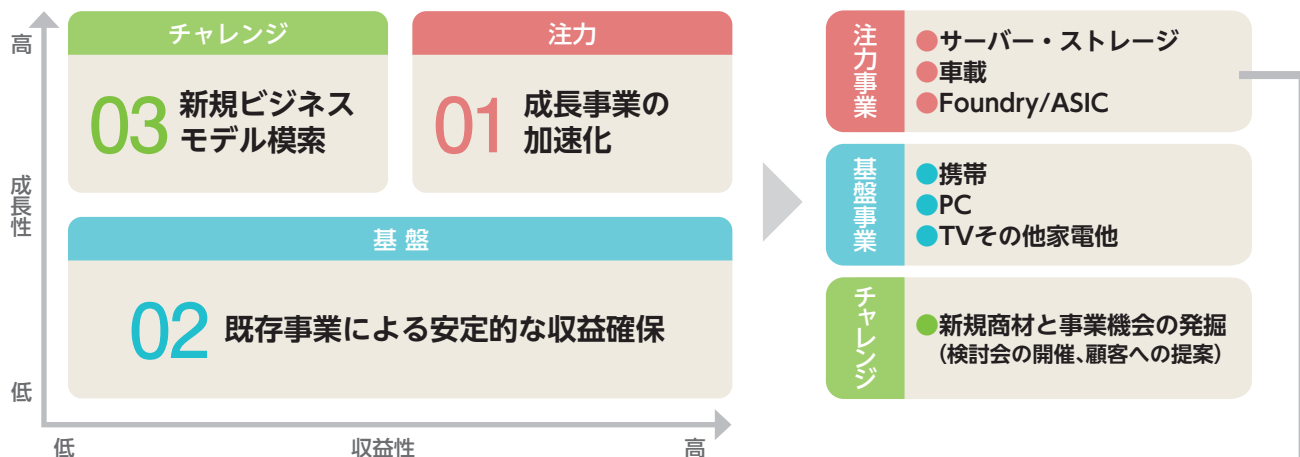 高
成長性
低
チャレンジ
03
新規ビジネス
モデル模索
注力
01
成長事業の
加速化
基 盤
02
既存事業による安定的な収益確保
低
収益性
高
注力事業
●サーバー・ストレージ
●車載
●Foundry/ASIC
基盤事業
●携帯
●PC
●TVその他家電他
チャレンジ
●新規商材と事業機会の発掘
(検討会の開催、顧客への提案)